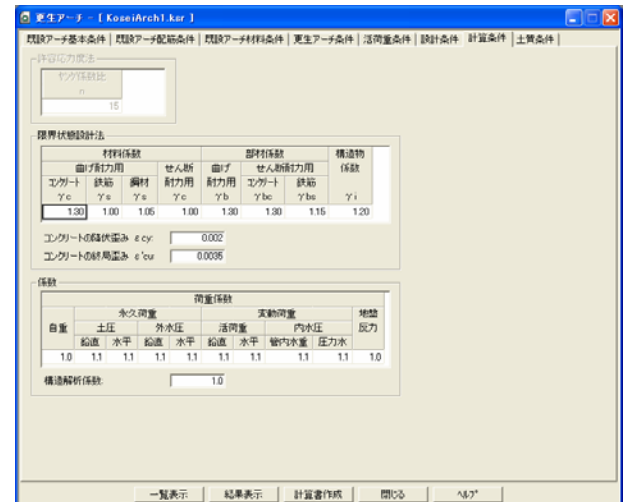 更生アーチ - [ KoseiArch1.ksr ]
既設アーチ基本条件 既設アーチ配筋条件 既設アーチ材料条件 更生アーチ条件 活荷重条件 設計条件 計算条件 土質条件
許容応力度法
ヤング係数比
n
15
限界状態設計法
材料係数 部材係数 構造物
曲げ耐力用 せん断 曲げ せん断耐力用 係数
コンクリート 鉄筋 鋼材 耐力用 耐力用 コンクリート 鉄筋
γc γs γs γc γb γbc γbs γi
1.30 1.00 1.05 1.00 1.30 1.30 1.15 1.20
コンクリートの降伏歪み εcy: 0.002
コンクリートの終局歪み ε'cu: 0.0035
係数
荷重係数
永久荷重 変動荷重 地盤
自重 土圧 外水圧 活荷重 内水圧 反力
鉛直 水平 鉛直 水平 鉛直 水平 管内水重 圧力水
1.0 1.1 1.1 1.1 1.1 1.1 1.1 1.1 1.1 1.0
構造解析係数: 1.0
一覧表示 結果表示 計算書作成 閉じる ヘルプ